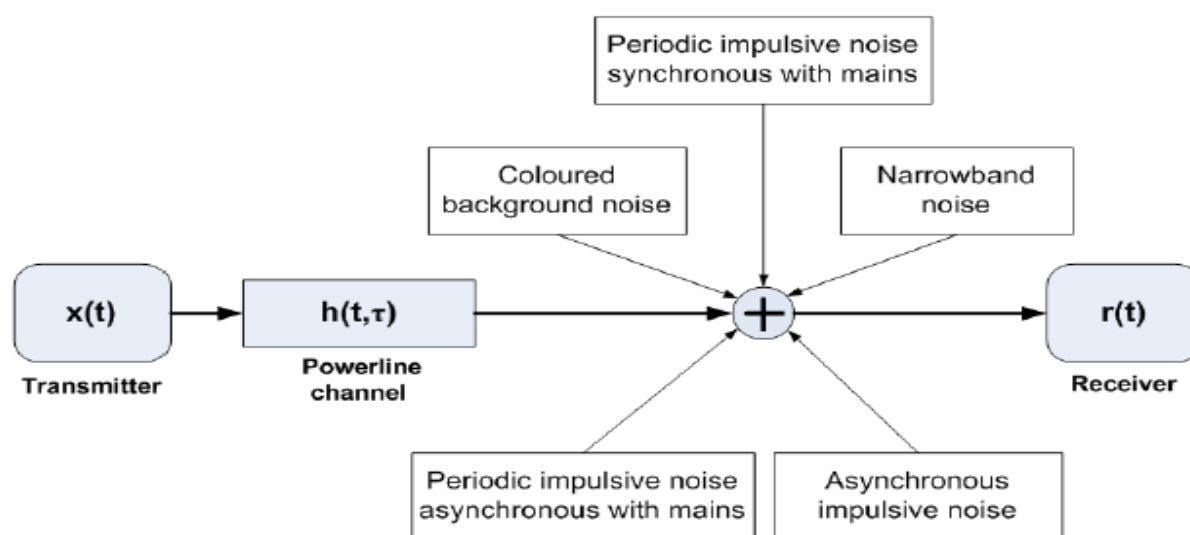 Periodic impulsive noise
synchronous with mains
Coloured
background noise
Narrowband
noise
x(t)
h(t,τ)
+
r(t)
Transmitter
Powerline
channel
Receiver
Periodic impulsive noise
asynchronous with mains
Asynchronous
impulsive noise